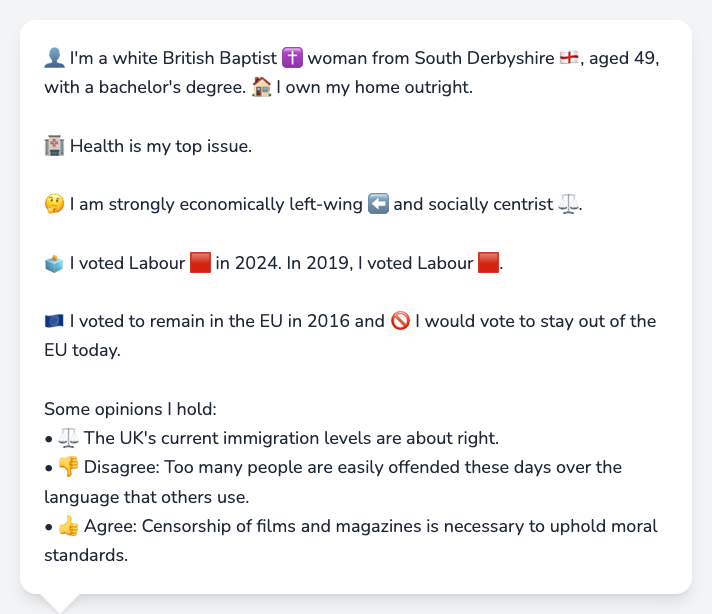 👤 I'm a white British Baptist ✝️ woman from South Derbyshire 🏴󠁧󠁢󠁥󠁮󠁧󠁿, aged 49,
with a bachelor's degree. 🏠 I own my home outright.
🏥 Health is my top issue.
🤔 I am strongly economically left-wing ⬅️ and socially centrist ⚖️.
🗳️ I voted Labour 🟥 in 2024. In 2019, I voted Labour 🟥.
🇪🇺 I voted to remain in the EU in 2016 and 🚫 I would vote to stay out of the
EU today.
Some opinions I hold:
• ⚖️ The UK's current immigration levels are about right.
• 👎 Disagree: Too many people are easily offended these days over the
language that others use.
• 👍 Agree: Censorship of films and magazines is necessary to uphold moral
standards.